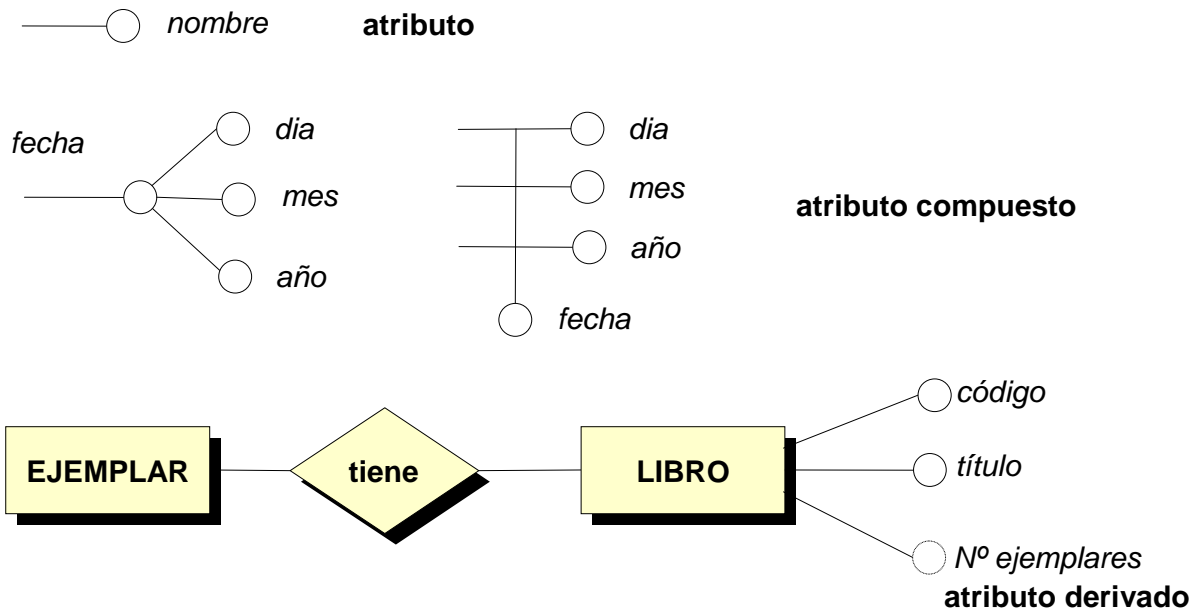 nombre atributo
dia dia
fecha
mes mes
atributo compuesto
año año
fecha
código
EJEMPLAR tiene LIBRO título
Nº ejemplares
atributo derivado